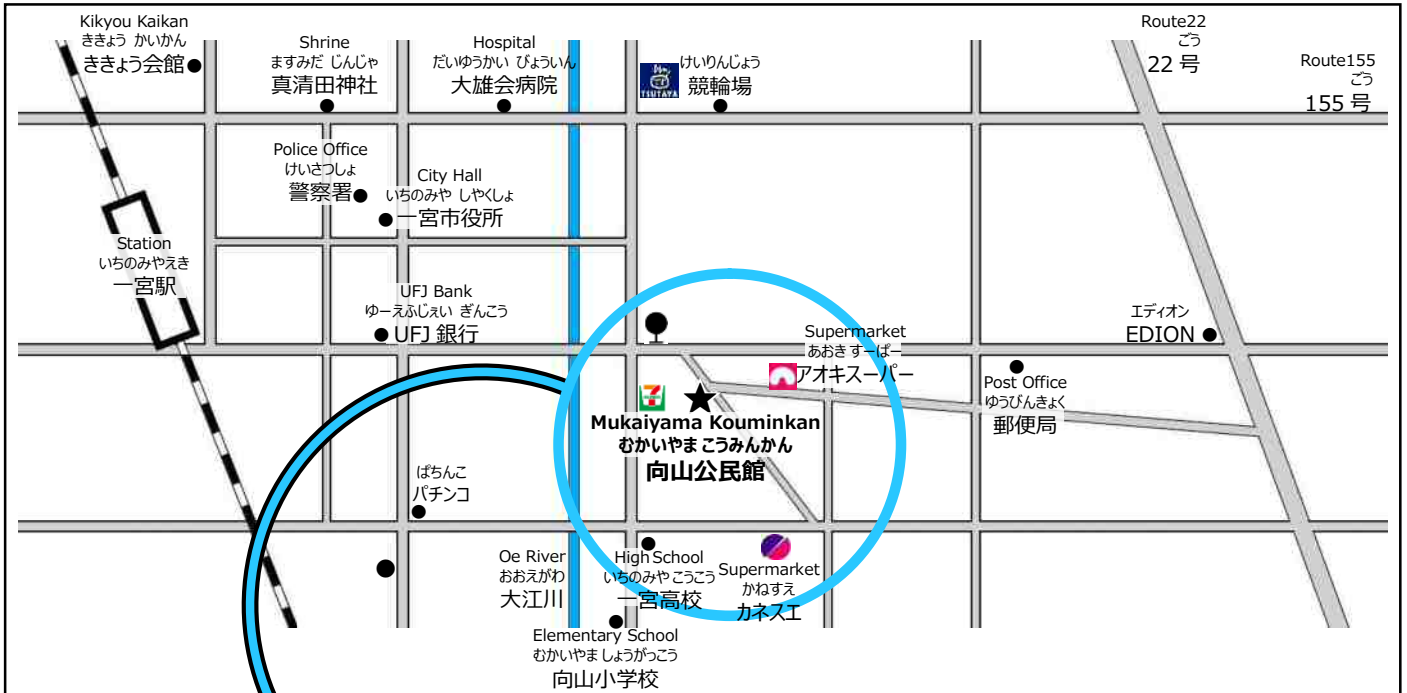 Kikyou Kaikan
ききょう かいかん
ききょう会館
Shrine
ますみだ じんじゃ
真清田神社
Hospital
だいゆうかい びょういん
大雄会病院
TSUTAYA
けいりんじょう
競輪場
Route22
ごう
22 号
Route155
ごう
155 号
Police Office
けいさつしょ
警察署
City Hall
いちのみや しやくしょ
一宮市役所
Station
いちのみやえき
一宮駅
UFJ Bank
ゆーえふじぇい ぎんこう
UFJ 銀行
Supermarket
あおき すーぱー
アオキスーパー
エディオン
EDION
Post Office
ゆうびんきょく
郵便局
7
Mukaiyama Kouminkan
むかいやま こうみんかん
向山公民館
ぱちんこ
パチンコ
Oe River
おおえがわ
大江川
High School
いちのみや こうこう
一宮高校
Supermarket
かねすえ
カネスエ
Elementary School
むかいやま しょうがっこう
向山小学校